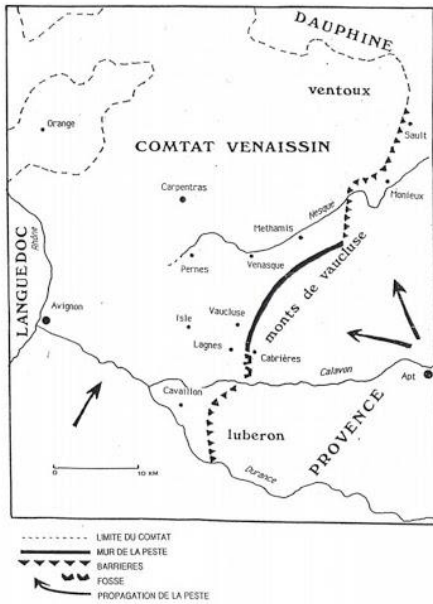 DAUPHINE
ventoux
Orange
Sault
COMTAT VENAISSIN
Carpentras
Monieux
Nesque
Methamis
LANGUEDOC
Rhône
Pernes
Venasque
monts de vaucluse
Avignon
Isle
Vaucluse
Lagnes
Cabrières
Calavon
Apt
Cavaillon
luberon
PROVENCE
0
10 KM
Durance
LIMITE DU COMTAT
MUR DE LA PESTE
BARRIERES
FOSSE
PROPAGATION DE LA PESTE